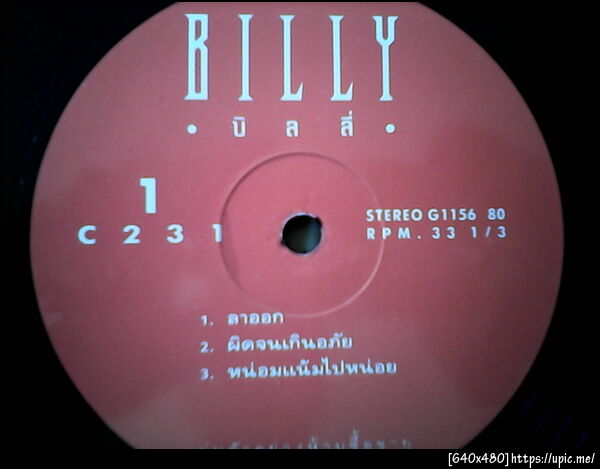 BILLY
• บิลลี่ •
1
C 2 3 1
STEREO G1156 80
RPM. 33 1/3
1. ลาออก
2. ผิดจนเกินอภัย
3. หน่อมแน้มไปหน่อย
[640x480]https://upic.me/